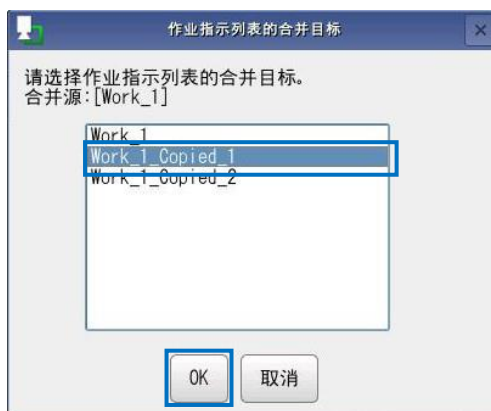 作业指示列表的合并目标
请选择作业指示列表的合并目标。
合并源:[Work_1]
Work_1
Work_1_Copied_1
Work_1_Copied_2
OK
取消